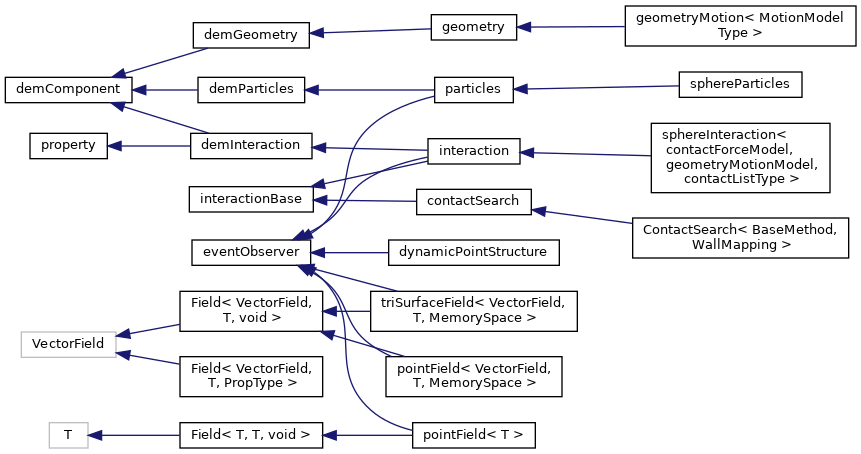 demComponent
property
VectorField
T
demGeometry
demParticles
demInteraction
interactionBase
eventObserver
Field< VectorField,
T, void >
Field< VectorField,
T, PropType >
Field< T, T, void >
geometry
particles
interaction
contactSearch
dynamicPointStructure
triSurfaceField< VectorField,
T, MemorySpace >
pointField< VectorField,
T, MemorySpace >
pointField< T >
geometryMotion< MotionModel
Type >
sphereParticles
sphereInteraction<
contactForceModel,
geometryMotionModel,
contactListType >
ContactSearch< BaseMethod,
WallMapping >